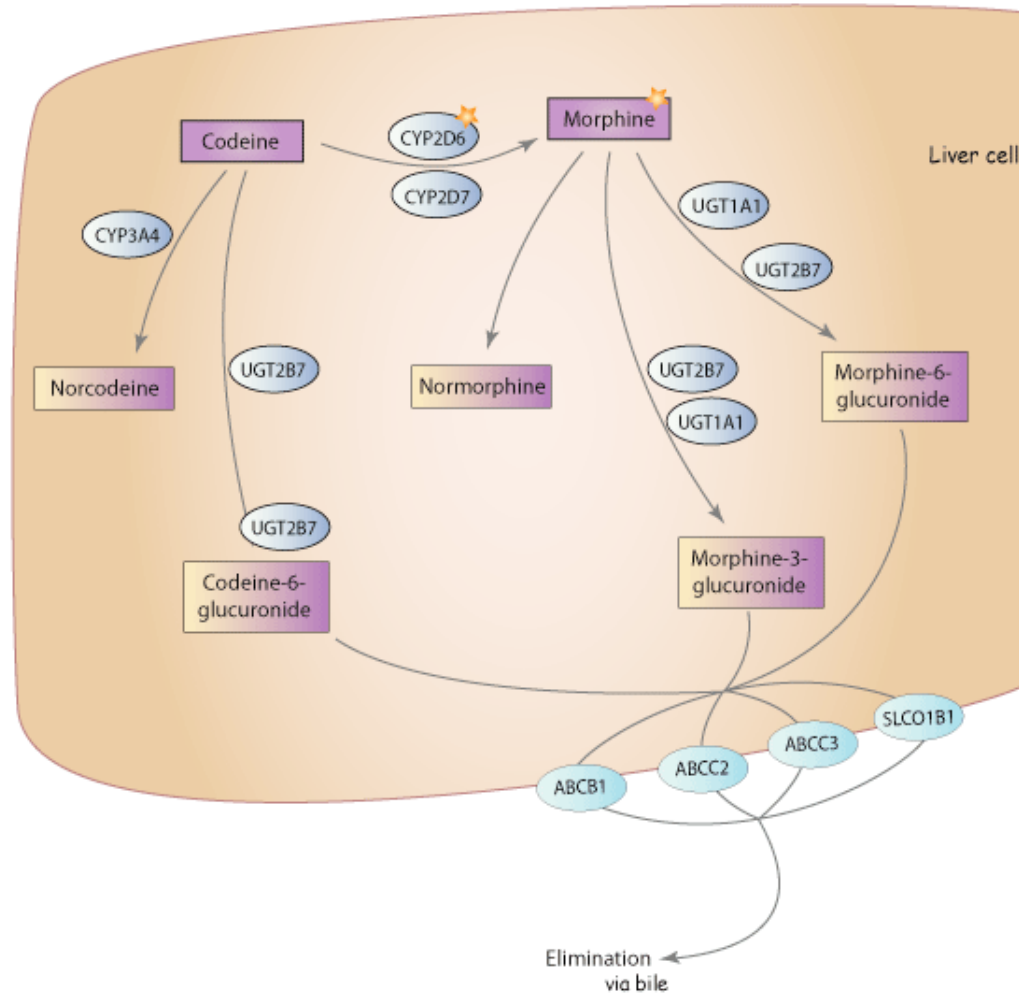 Morphine
CYP2D6
Codeine
Liver cell
CYP2D7
UGT1A1
CYP3A4
UGT2B7
UGT2B7
UGT2B7
Norcodeine
Normorphine
Morphine-6-
glucuronide
UGT1A1
UGT2B7
Codeine-6-
glucuronide
Morphine-3-
glucuronide
SLCO1B1
ABCC3
ABCC2
ABCB1
Elimination
via bile